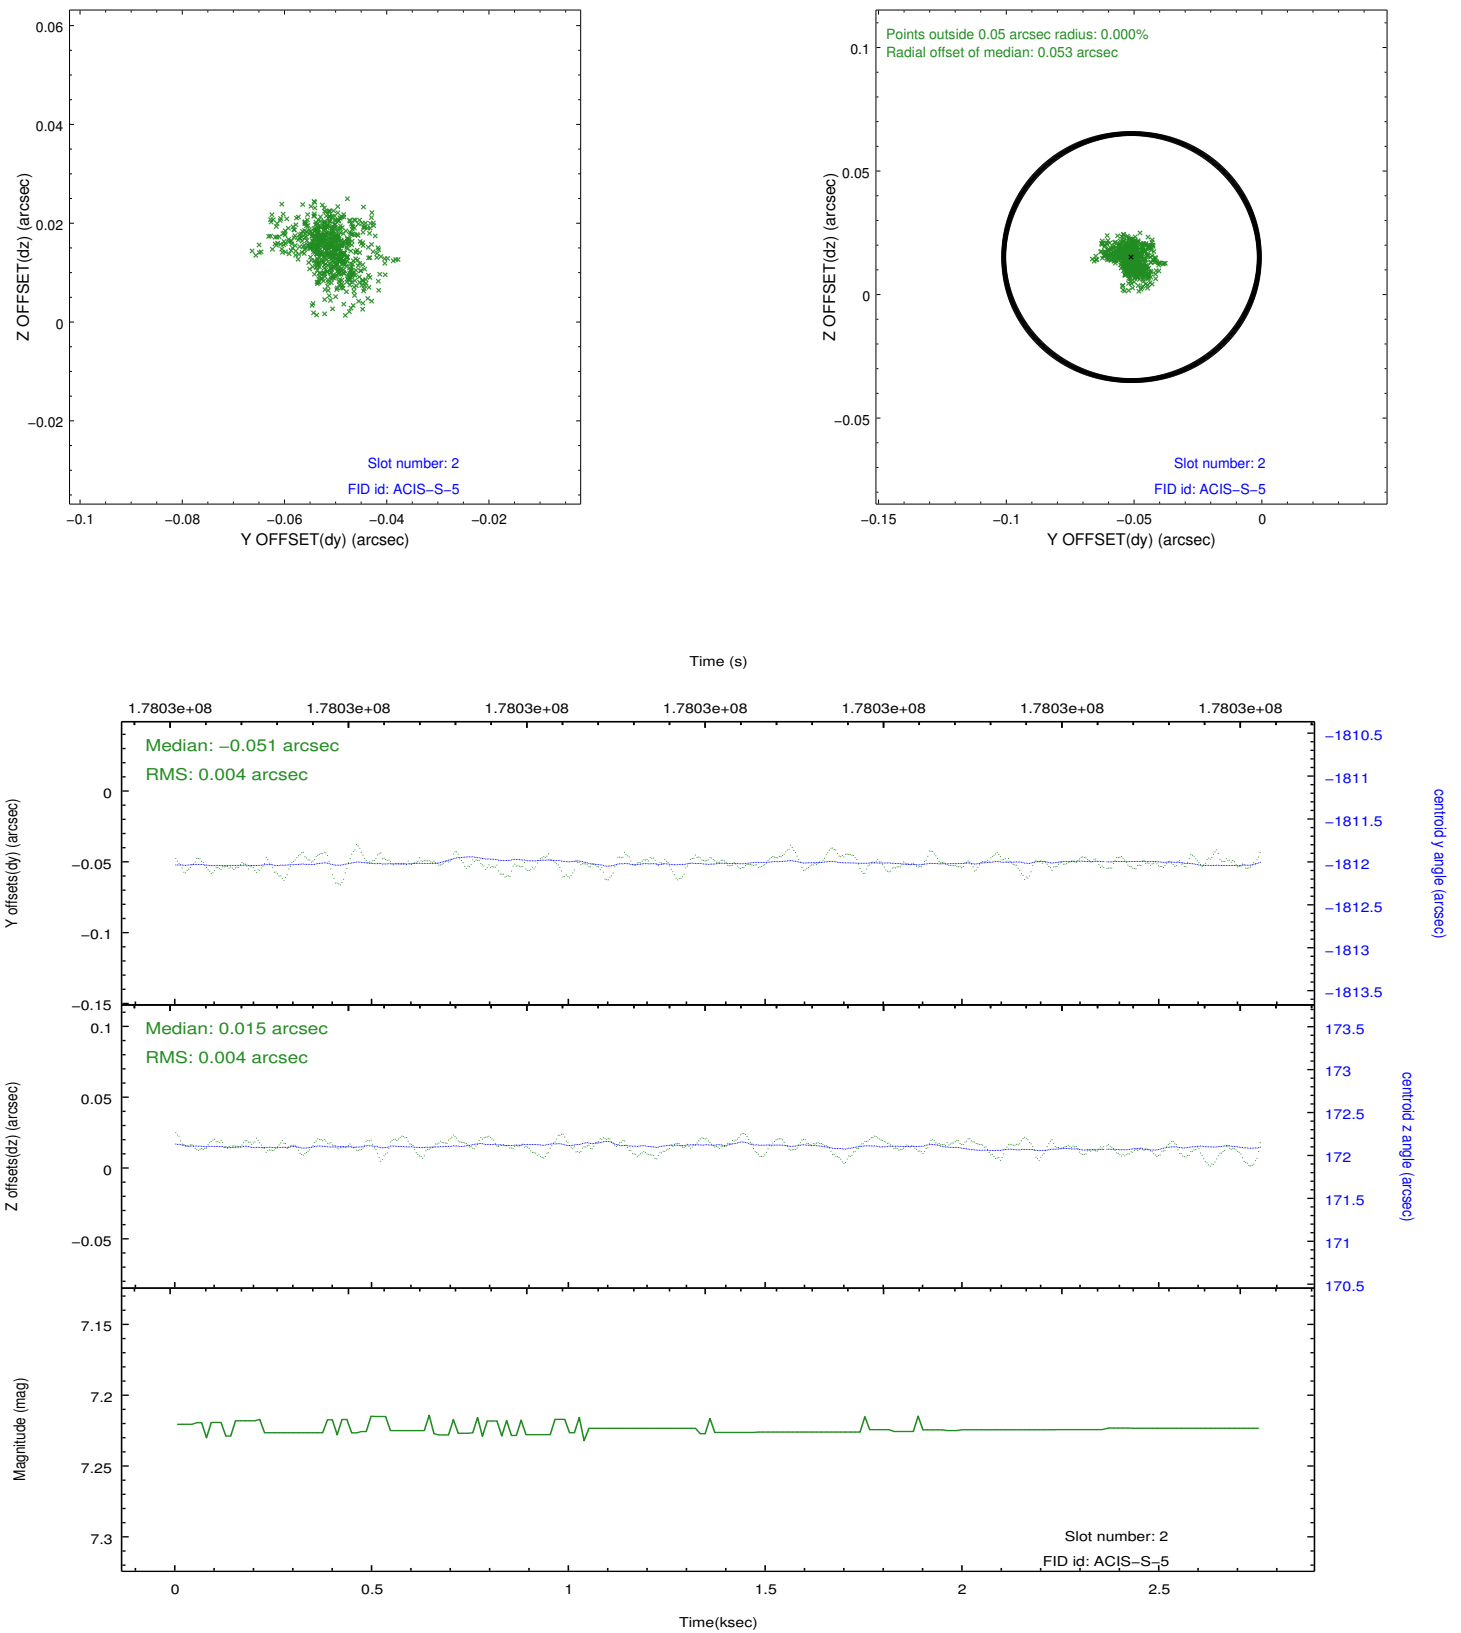 0.06
0.04
0.02
0
−0.02
Z OFFSET(dz) (arcsec)
Slot number: 2
FID id: ACIS−S−5
−0.1 −0.08 −0.06 −0.04 −0.02
Y OFFSET(dy) (arcsec)
Points outside 0.05 arcsec radius: 0.000%
Radial offset of median: 0.053 arcsec
0.1
0.05
0
−0.05
Z OFFSET(dz) (arcsec)
Slot number: 2
FID id: ACIS−S−5
−0.15 −0.1 −0.05 0
Y OFFSET(dy) (arcsec)
Time (s)
1.7803e+08 1.7803e+08 1.7803e+08 1.7803e+08 1.7803e+08 1.7803e+08 1.7803e+08
Median: −0.051 arcsec
RMS: 0.004 arcsec
0
−0.05
−0.1
−0.15
Y offsets(dy) (arcsec)
−1810.5
−1811
−1811.5
−1812
−1812.5
−1813
−1813.5
centroid y angle (arcsec)
Median: 0.015 arcsec
RMS: 0.004 arcsec
0.1
0.05
0
−0.05
Z offsets(dz) (arcsec)
173.5
173
172.5
172
171.5
171
170.5
centroid z angle (arcsec)
7.15
7.2
7.25
7.3
Magnitude (mag)
Slot number: 2
FID id: ACIS−S−5
0 0.5 1 1.5 2 2.5
Time(ksec)